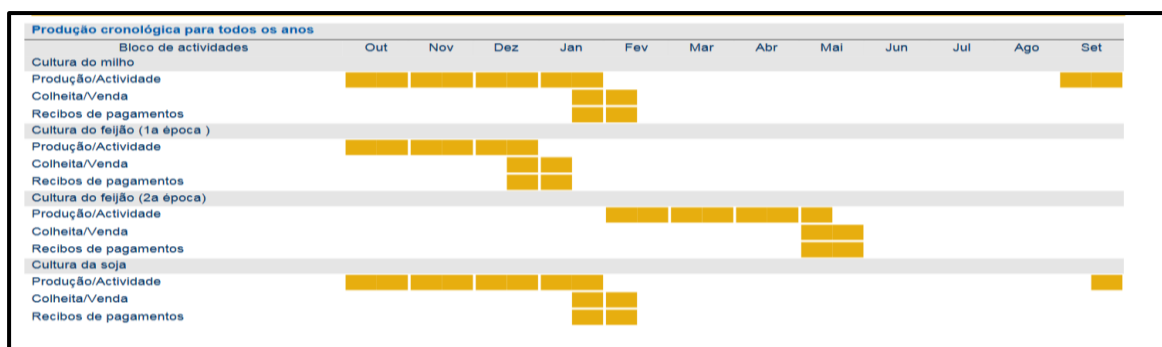 Produção cronológica para todos os anos
Bloco de actividades Out Nov Dez Jan Fev Mar Abr Mai Jun Jul Ago Set
Cultura do milho
Produção/Actividade
Colheita/Venda
Recibos de pagamentos
Cultura do feijão (1a época )
Produção/Actividade
Colheita/Venda
Recibos de pagamentos
Cultura do feijão (2a época)
Produção/Actividade
Colheita/Venda
Recibos de pagamentos
Cultura da soja
Produção/Actividade
Colheita/Venda
Recibos de pagamentos